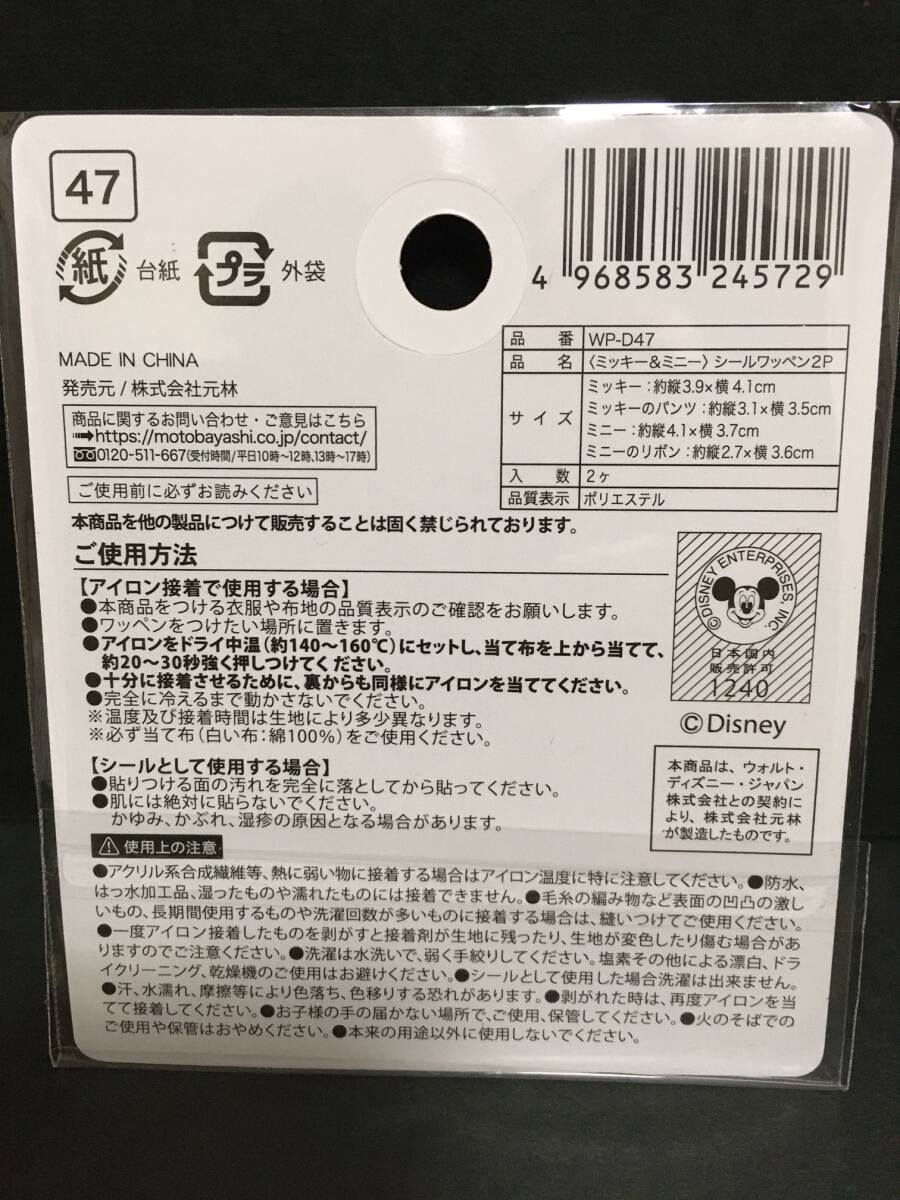 47
紙 台紙 プラ 外袋
4 968583 245729
MADE IN CHINA
発売元/株式会社元林
商品に関するお問い合わせ・ご意見はこちら
https://motobayashi.co.jp/contact/
0120-511-667(受付時間/平日10時〜12時、13時〜17時)
ご使用前に必ずお読みください
品番 WP-D47
品名 〈ミッキー&ミニー〉シールワッペン2P
サイズ
ミッキー:約縦3.9×横4.1cm
ミッキーのパンツ:約縦3.1×横3.5cm
ミニー:約縦4.1×横3.7cm
ミニーのリボン:約縦2.7×横3.6cm
入数 2ヶ
品質表示 ポリエステル
本商品を他の製品につけて販売することは固く禁じられております。
ご使用方法
【アイロン接着で使用する場合】
●本商品をつける衣服や布地の品質表示のご確認をお願いします。
●ワッペンをつけたい場所に置きます。
●アイロンをドライ中温(約140〜160℃)にセットし、当て布を上から当てて、
約20〜30秒強く押しつけてください。
●十分に接着させるために、裏からも同様にアイロンを当ててください。
●完全に冷えるまで動かさないでください。
※温度及び接着時間は生地により多少異なります。
※必ず当て布(白い布:綿100%)をご使用ください。
【シールとして使用する場合】
●貼りつける面の汚れを完全に落としてから貼ってください。
●肌には絶対に貼らないでください。
かゆみ、かぶれ、湿疹の原因となる場合があります。
©DISNEY ENTERPRISES, INC.
日本国内
販売許可
1240
©Disney
本商品は、ウォルト・
ディズニー・ジャパン
株式会社との契約に
より、株式会社元林
が製造したものです。
⚠使用上の注意
●アクリル系合成繊維等、熱に弱い物に接着する場合はアイロン温度に特に注意してください。●防水、
はっ水加工品、湿ったものや濡れたものには接着できません。●毛糸の編み物など表面の凹凸の激し
いもの、長期間使用するものや洗濯回数が多いものに接着する場合は、縫いつけてご使用ください。
●一度アイロン接着したものを剥がすと接着剤が生地に残ったり、生地が変色したり傷む場合があ
りますのでご注意ください。●洗濯は水洗いで、弱く手絞りしてください。塩素その他による漂白、ドラ
イクリーニング、乾燥機のご使用はお避けください。●シールとして使用した場合洗濯は出来ません。
●汗、水濡れ、摩擦等により色落ち、色移りする恐れがあります。●剥がれた時は、再度アイロンを当
てて接着してください。●お子様の手の届かない場所で、ご使用、保管してください。●火のそばでの
ご使用や保管はおやめください。●本来の用途以外に使用しないでください。